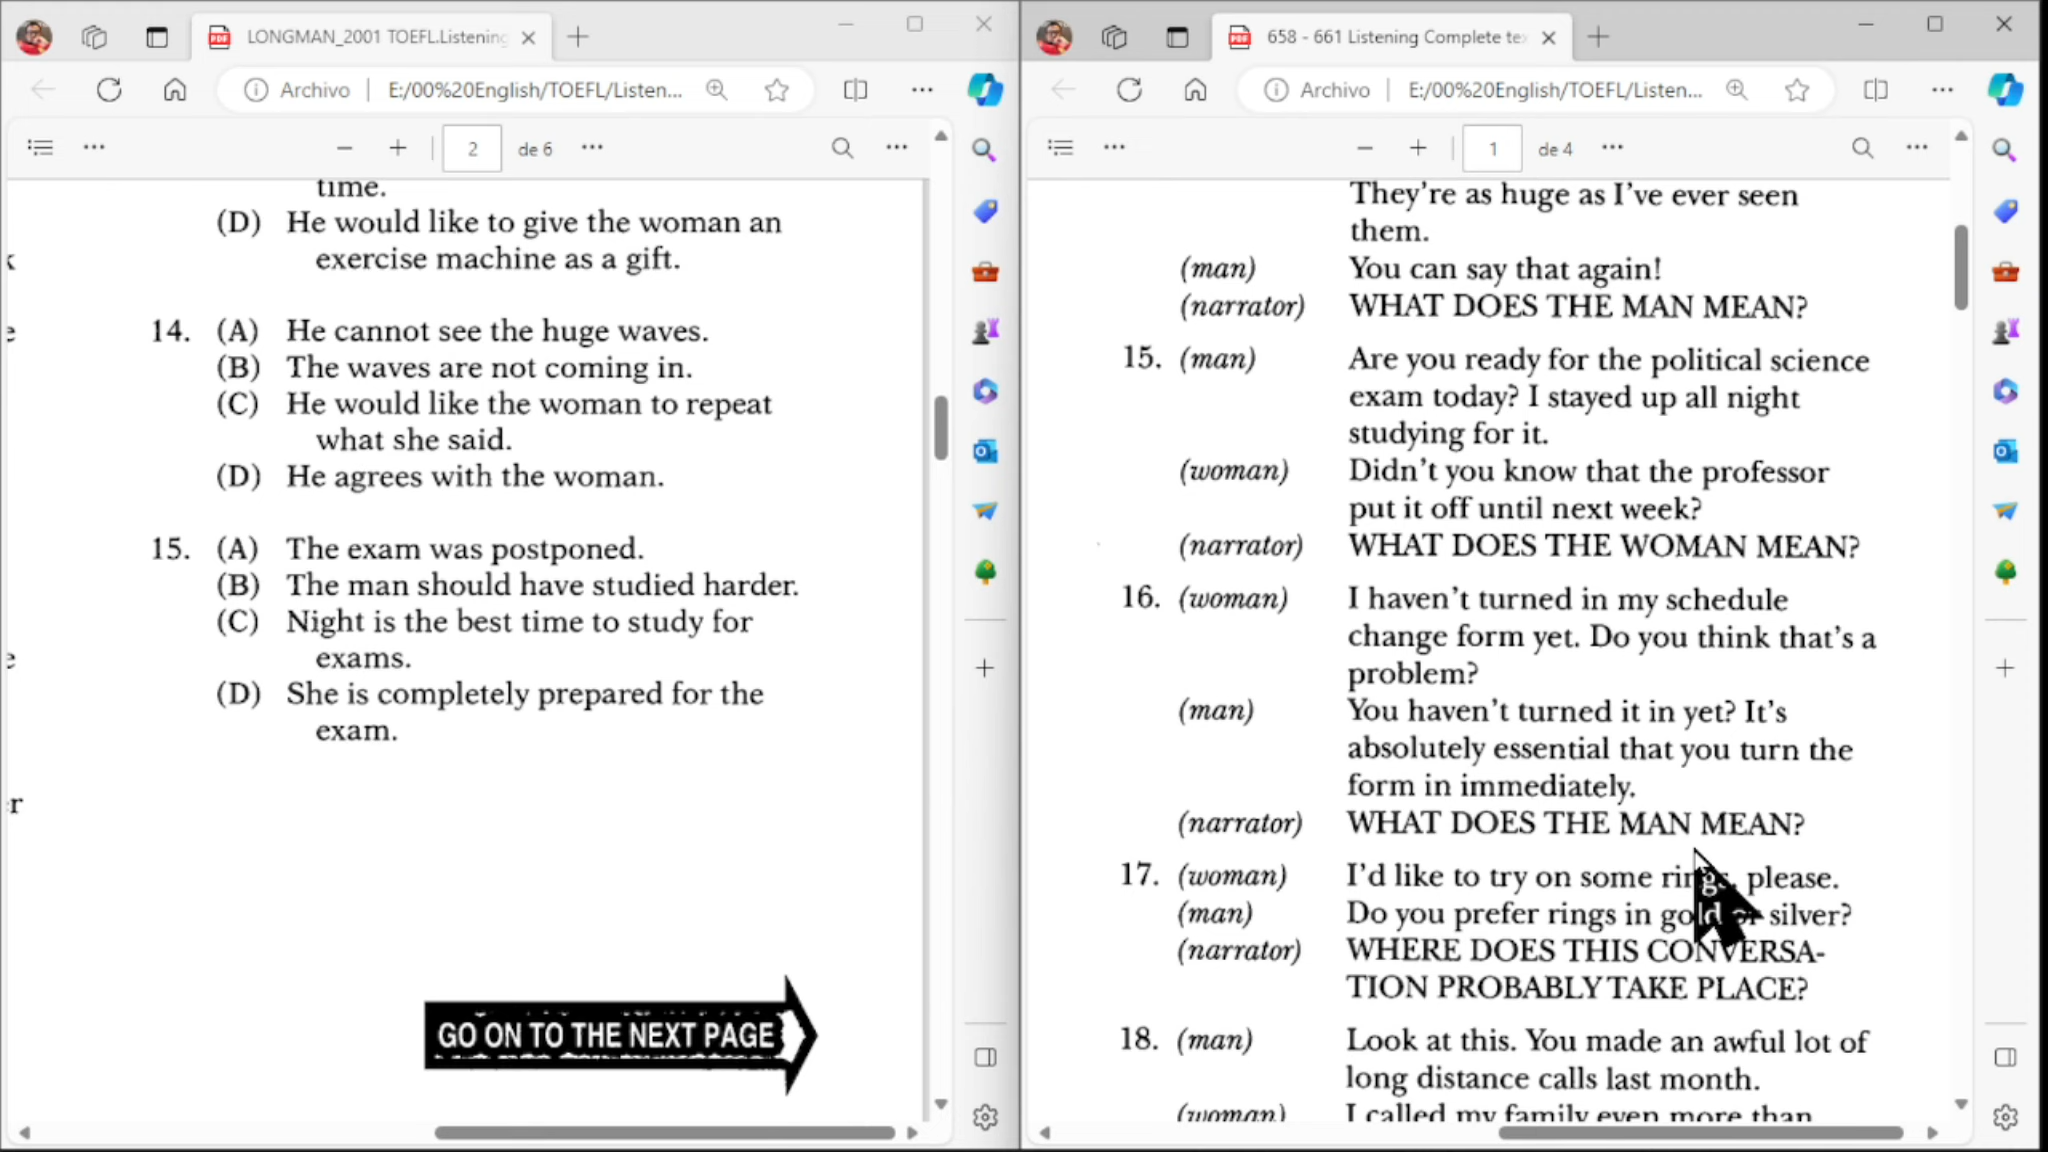 LONGMAN_2001 TOEFL.Listening
Archivo
E:/00%20English/TOEFL/Listen...
2
de 6
time.
(D) He would like to give the woman an
exercise machine as a gift.
14. (A) He cannot see the huge waves.
(B) The waves are not coming in.
(C) He would like the woman to repeat
what she said.
(D) He agrees with the woman.
15. (A) The exam was postponed.
(B) The man should have studied harder.
(C) Night is the best time to study for
exams.
(D) She is completely prepared for the
exam.
GO ON TO THE NEXT PAGE
658 - 661 Listening Complete
Archivo
E:/00%20English/TOEFL/Listen...
1
de 4
They're as huge as I've ever seen
them.
(man) You can say that again!
(narrator) WHAT DOES THE MAN MEAN?
15. (man) Are you ready for the political science
exam today? I stayed up all night
studying for it.
(woman) Didn't you know that the professor
put it off until next week?
(narrator) WHAT DOES THE WOMAN MEAN?
16. (woman) I haven't turned in my schedule
change form yet. Do you think that's a
problem?
(man) You haven't turned it in yet? It's
absolutely essential that you turn the
form in immediately.
(narrator) WHAT DOES THE MAN MEAN?
17. (woman) I'd like to try on some rings, please.
(man) Do you prefer rings in gold or silver?
(narrator) WHERE DOES THIS CONVERSA-
TION PROBABLY TAKE PLACE?
18. (man) Look at this. You made an awful lot of
long distance calls last month.
(woman) I called my family even more than